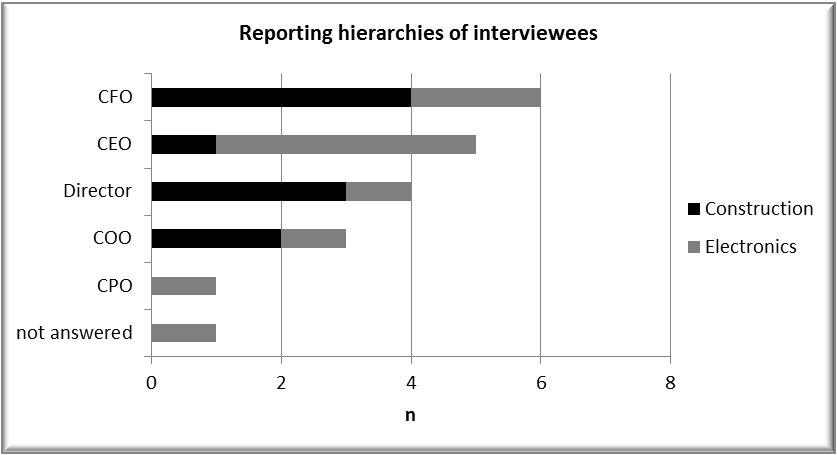 Reporting hierarchies of interviewees
CFO
CEO
Director
COO
CPO
not answered
Construction
Electronics
0 2 4 6 8
n